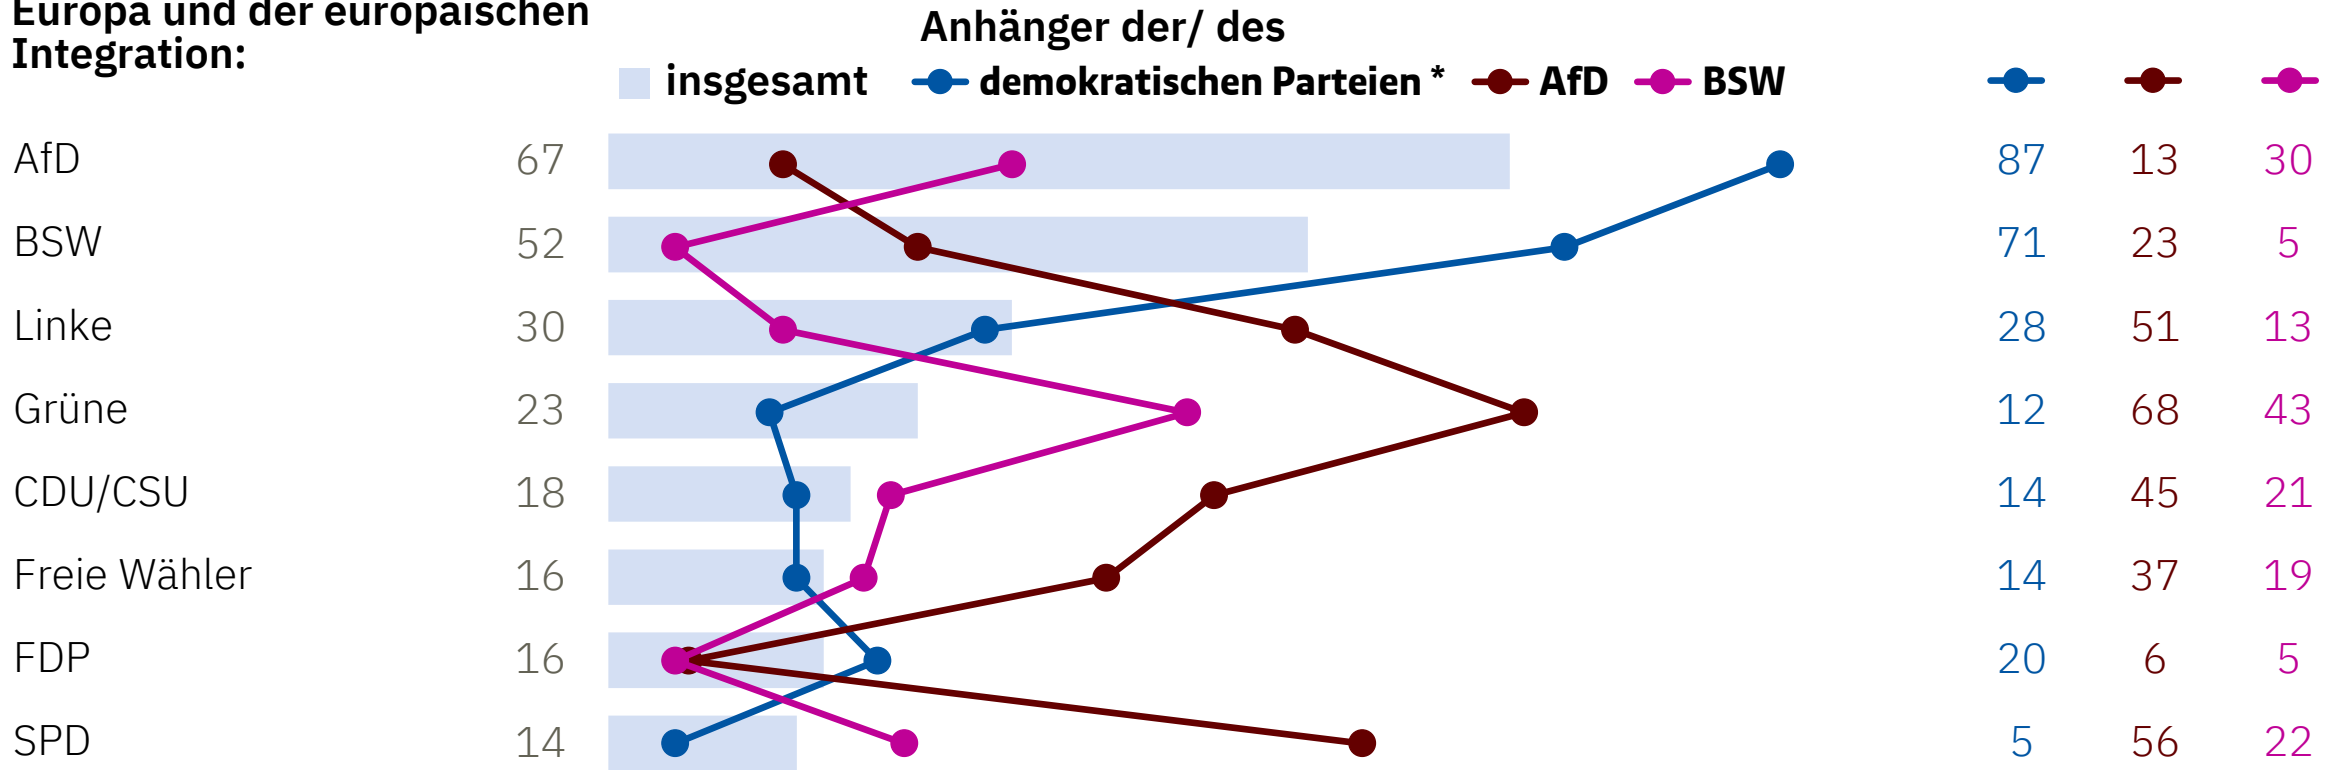 Europa und der europäischen
Integration:
Anhänger der/ des
insgesamt demokratischen Parteien * AfD BSW
AfD 67 87 13 30
BSW 52 71 23 5
Linke 30 28 51 13
Grüne 23 12 68 43
CDU/CSU 18 14 45 21
Freie Wähler 16 14 37 19
FDP 16 20 6 5
SPD 14 5 56 22